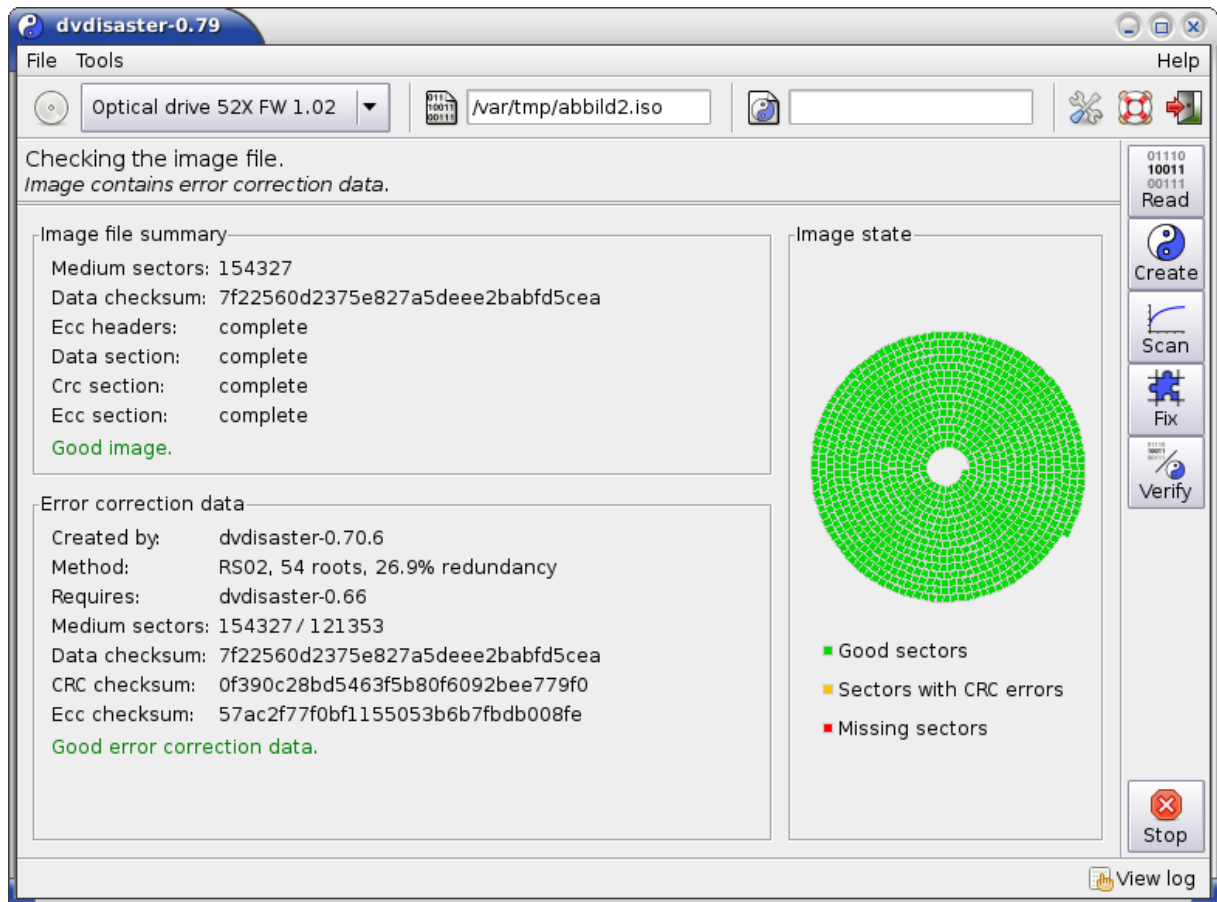 dvdisaster-0.79
File Tools Help
Optical drive 52X FW 1.02
/var/tmp/abbild2.iso
Checking the image file.
Image contains error correction data.
Image file summary
Medium sectors: 154327
Data checksum: 7f22560d2375e827a5deee2babfd5cea
Ecc headers: complete
Data section: complete
Crc section: complete
Ecc section: complete
Good image.
Error correction data
Created by: dvdisaster-0.70.6
Method: RS02, 54 roots, 26.9% redundancy
Requires: dvdisaster-0.66
Medium sectors: 154327 / 121353
Data checksum: 7f22560d2375e827a5deee2babfd5cea
CRC checksum: 0f390c28bd5463f5b80f6092bee779f0
Ecc checksum: 57ac2f77f0bf1155053b6b7fbdb008fe
Good error correction data.
Image state
Good sectors
Sectors with CRC errors
Missing sectors
01110
10011
00111
Read
Create
Scan
Fix
Verify
Stop
View log